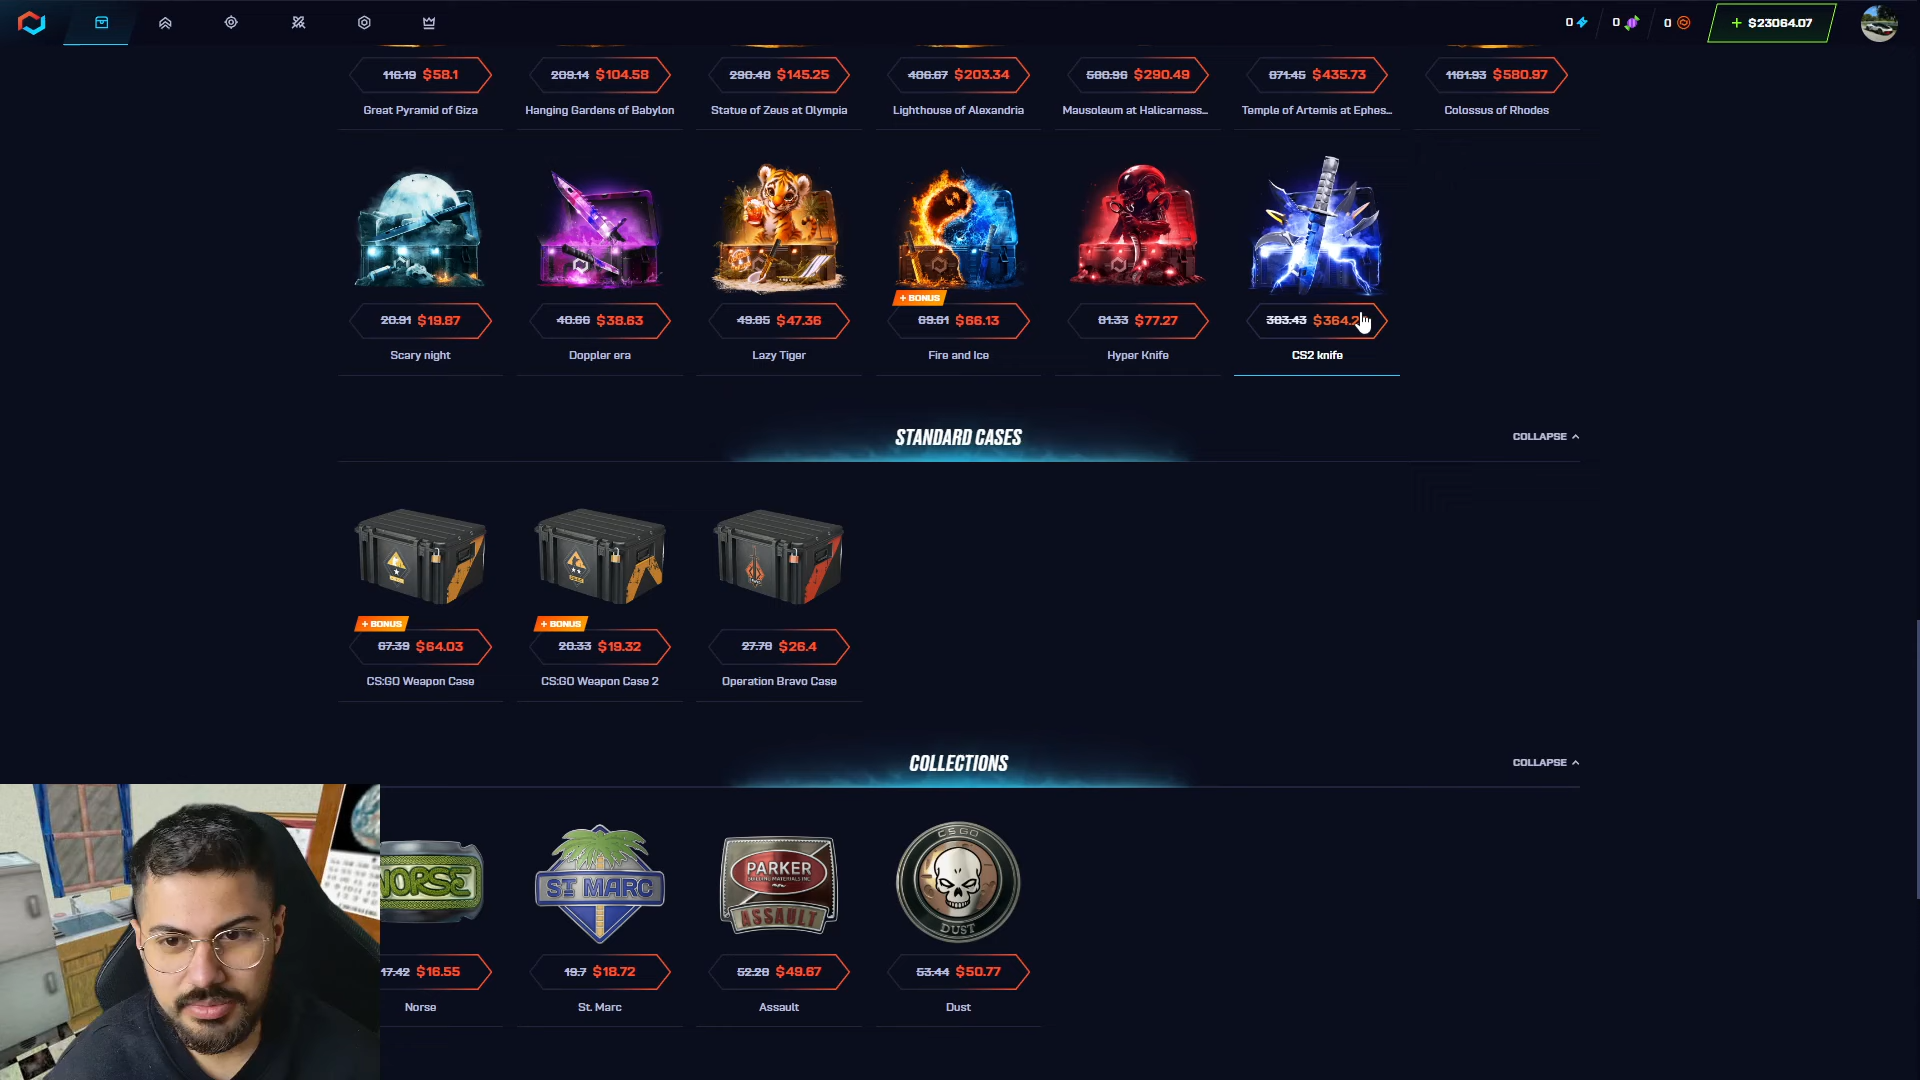 0 0 0 + $23064.07
116.19 $58.1 209.14 $104.58 290.48 $145.25 406.67 $203.34 580.96 $290.49 871.45 $435.73 1161.93 $580.97
Great Pyramid of Giza Hanging Gardens of Babylon Statue of Zeus at Olympia Lighthouse of Alexandria Mausoleum at Halicarnass... Temple of Artemis at Ephes... Colossus of Rhodes
+ BONUS
20.91 $19.87 40.66 $38.63 49.85 $47.36 69.61 $66.13 81.33 $77.27 383.43 $364.2
Scary night Doppler era Lazy Tiger Fire and Ice Hyper Knife CS2 knife
STANDARD CASES
COLLAPSE
+ BONUS + BONUS
67.39 $64.03 20.33 $19.32 27.78 $26.4
CS:GO Weapon Case CS:GO Weapon Case 2 Operation Bravo Case
COLLECTIONS
COLLAPSE
NORSE
ST MARC
PARKER
ASSAULT
CS GO
DUST
17.42 $16.55 19.7 $18.72 52.28 $49.67 53.44 $50.77
Norse St. Marc Assault Dust